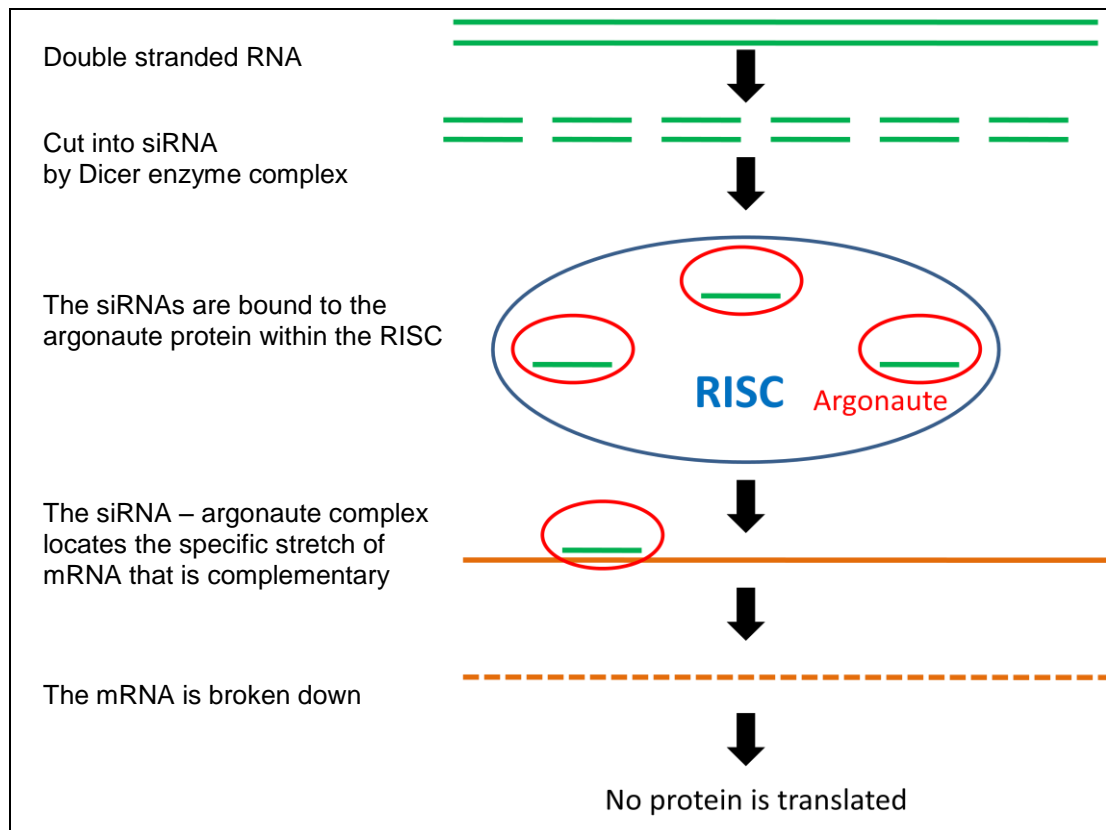 Double stranded RNA
Cut into siRNA
by Dicer enzyme complex
The siRNAs are bound to the
argonaute protein within the RISC
RISC
Argonaute
The siRNA – argonaute complex
locates the specific stretch of
mRNA that is complementary
The mRNA is broken down
No protein is translated